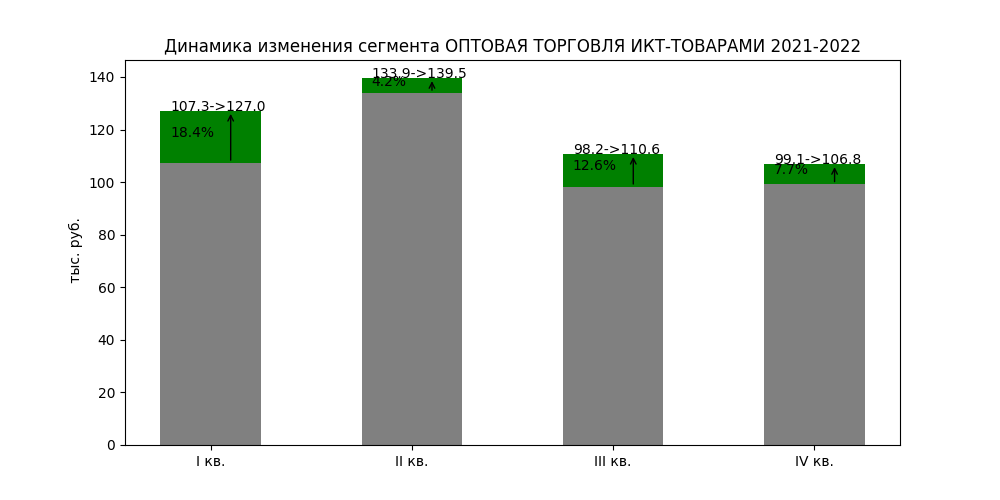 Динамика изменения сегмента ОПТОВАЯ ТОРГОВЛЯ ИКТ-ТОВАРАМИ 2021-2022
тыс. руб.
140
120
100
80
60
40
20
0
107.3->127.0
18.4%
133.9->139.5
4.2%
98.2->110.6
12.6%
99.1->106.8
7.7%
I кв.
II кв.
III кв.
IV кв.